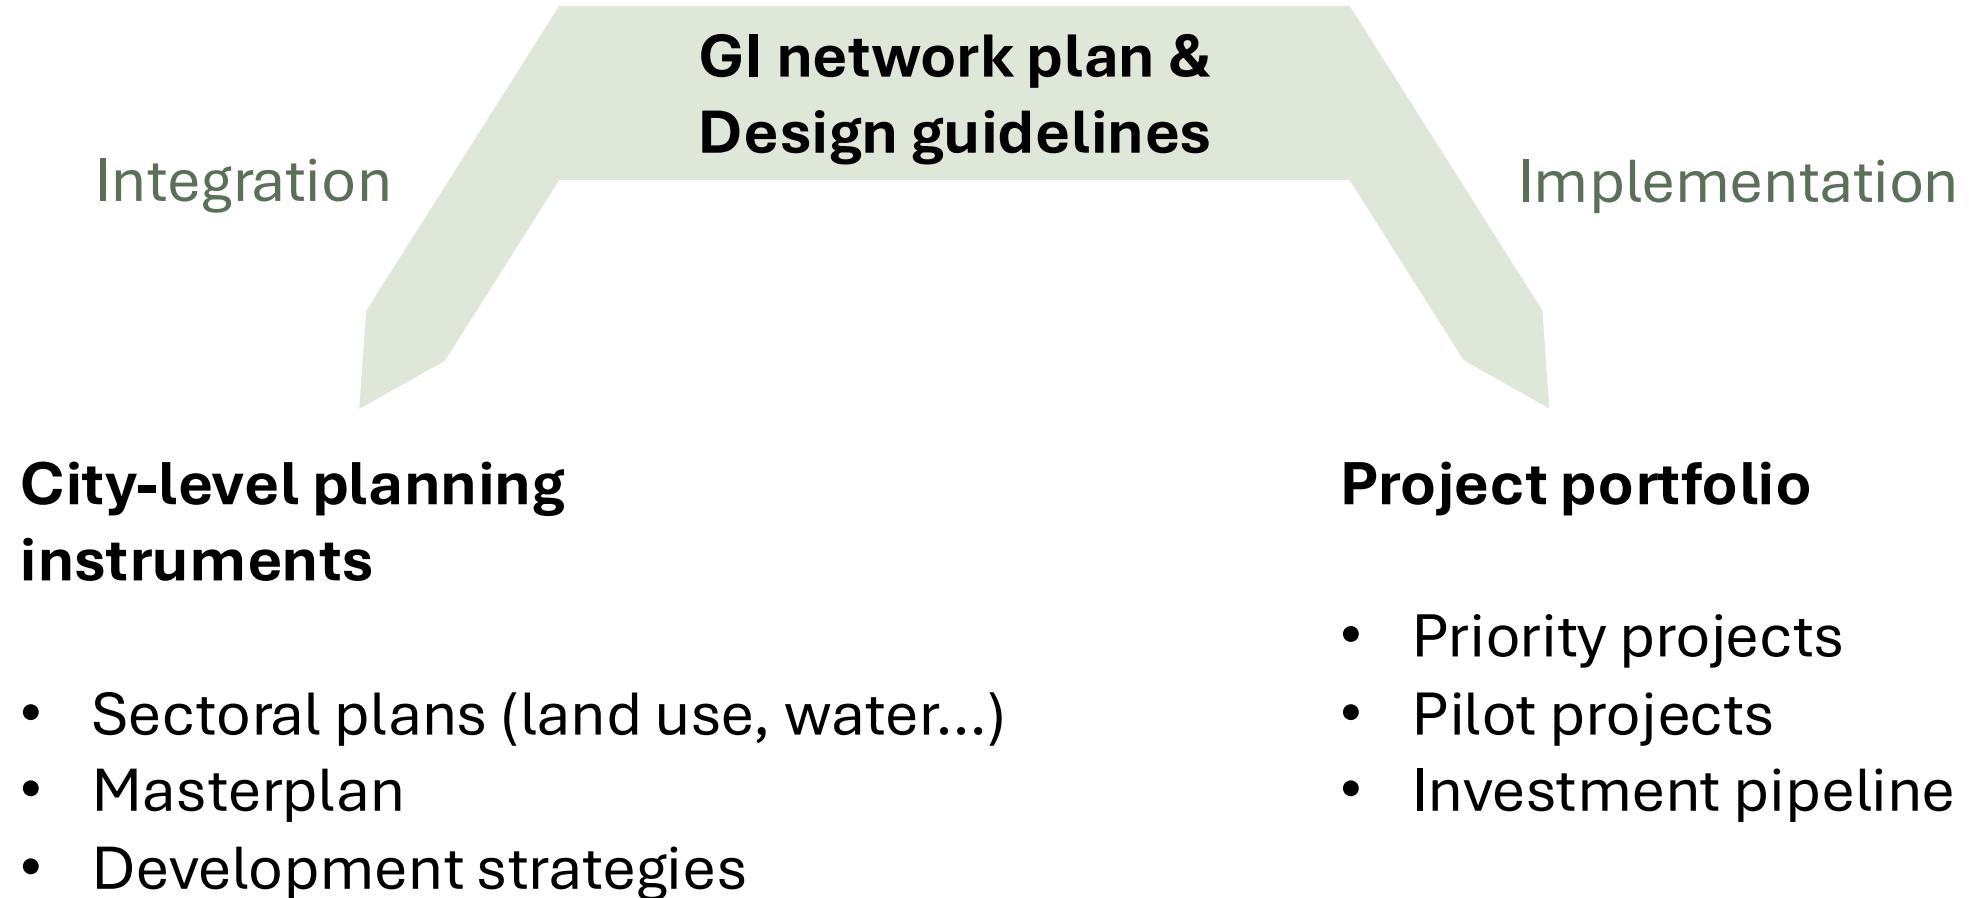 GI network plan &
Design guidelines
Integration
Implementation
City-level planning
instruments
• Sectoral plans (land use, water...)
• Masterplan
• Development strategies
Project portfolio
• Priority projects
• Pilot projects
• Investment pipeline